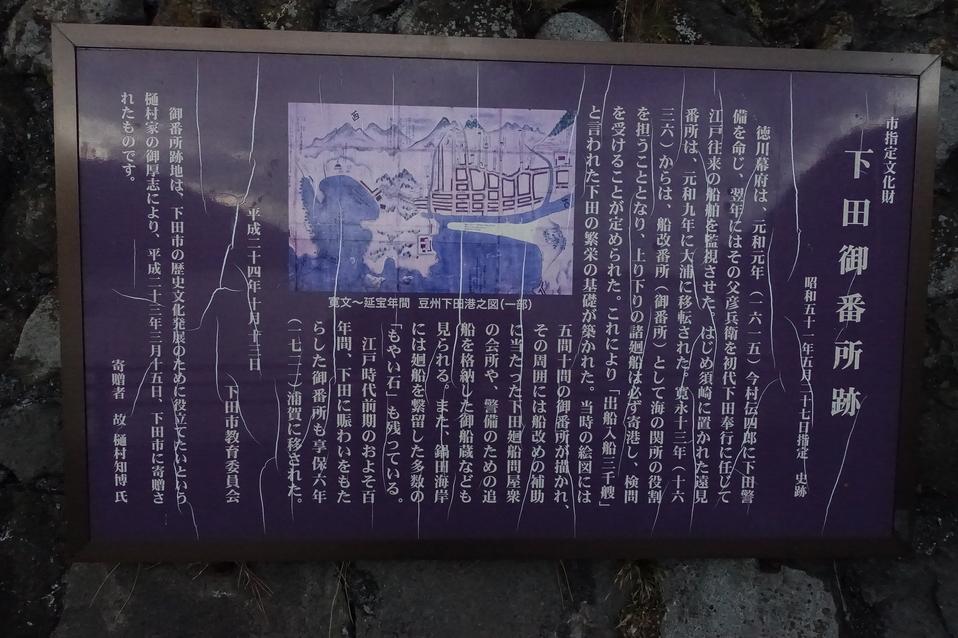 市指定文化財
下田御番所跡
昭和五十一年五月二十七日指定 史跡
徳川幕府は、元和元年(一六一五)今村伝四郎に下田警
備を命じ、翌年にはその父彦兵衛を初代下田奉行に任じて
江戸往来の船舶を監視させた。はじめ須崎に置かれた遠見
番所は、元和九年に大浦に移転された。寛永十三年(十六
三六)からは、船改番所(御番所)として海の関所の役割
を担うこととなり、上り下りの諸廻船は必ず寄港し、検問
を受けることが定められた。これにより「出船入船三千艘」
と言われた下田の繁栄の基礎が築かれた。当時の絵図には
五間十間の御番所が描かれ、
その周囲には船改めの補助
に当たった下田廻船問屋衆
の会所や、警備のための追
船を格納した御船蔵なども
見られる。また、鍋田海岸
には廻船を繋留した多数の
「もやい石」も残っている。
江戸時代前期のおよそ百
年間、下田に賑わいをもた
らした御番所も享保六年
(一七二一)浦賀に移された。
西
寛文〜延宝年間 豆州下田港之図(一部)
平成二十四年十月十三日
下田市教育委員会
御番所跡地は、下田市の歴史文化発展のために役立てたいという
樋村家の御厚志により、平成二十三年三月十五日、下田市に寄贈さ
れたものです。
寄贈者 故 樋村知博氏